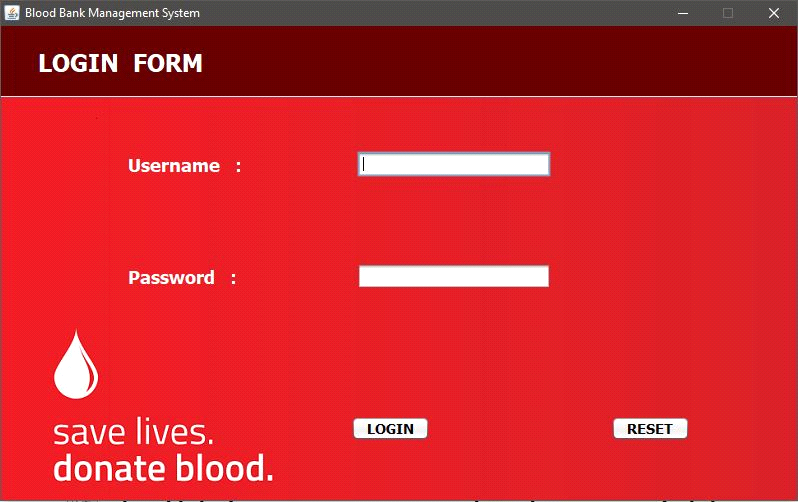 Blood Bank Management System
LOGIN FORM
Username :
Password :
save lives.
donate blood.
LOGIN
RESET